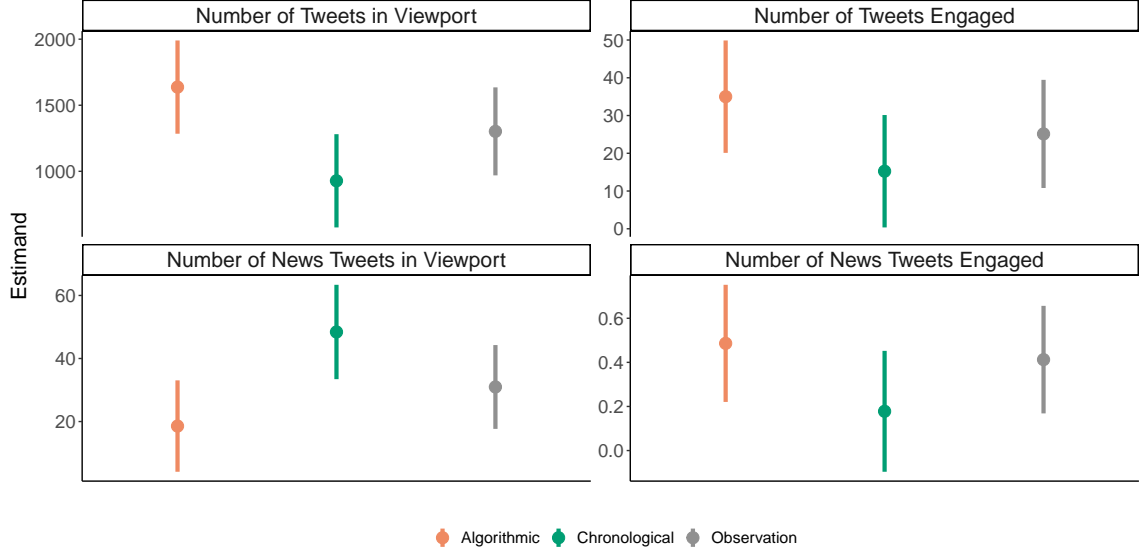 Number of Tweets in Viewport
Number of Tweets Engaged
2000
1500
1000
50
40
30
20
10
0
Estimand
Number of News Tweets in Viewport
Number of News Tweets Engaged
60
40
20
0.6
0.4
0.2
0.0
Algorithmic Chronological Observation